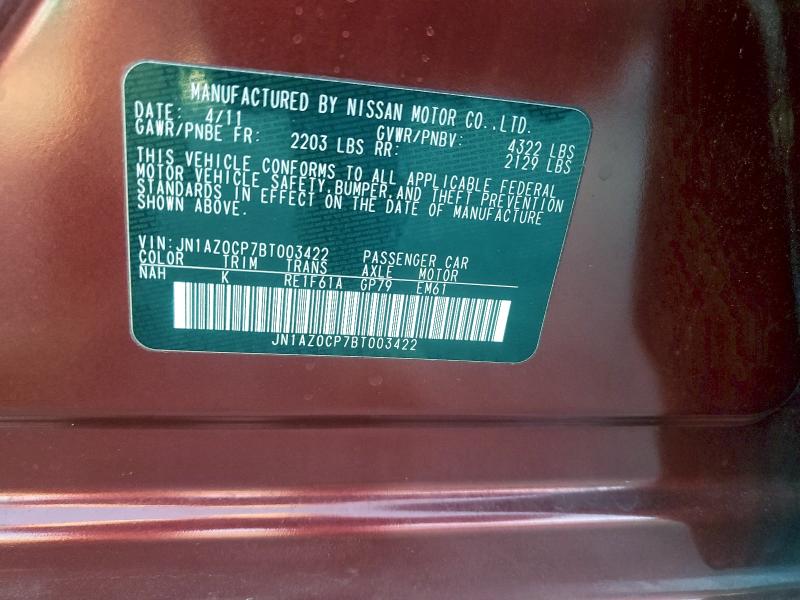 MANUFACTURED BY NISSAN MOTOR CO.,LTD.
DATE: 4/11 GVWR/PNBV: 4322 LBS
GAWR/PNBE FR: 2203 LBS RR: 2129 LBS
THIS VEHICLE CONFORMS TO ALL APPLICABLE FEDERAL
MOTOR VEHICLE SAFETY,BUMPER,AND THEFT PREVENTION
STANDARDS IN EFFECT ON THE DATE OF MANUFACTURE
SHOWN ABOVE.
VIN:JN1AZ0CP7BT003422 PASSENGER CAR
COLOR TRIM TRANS AXLE MOTOR
NAH K RE1F61A GP79 EM61
JN1AZ0CP7BT003422